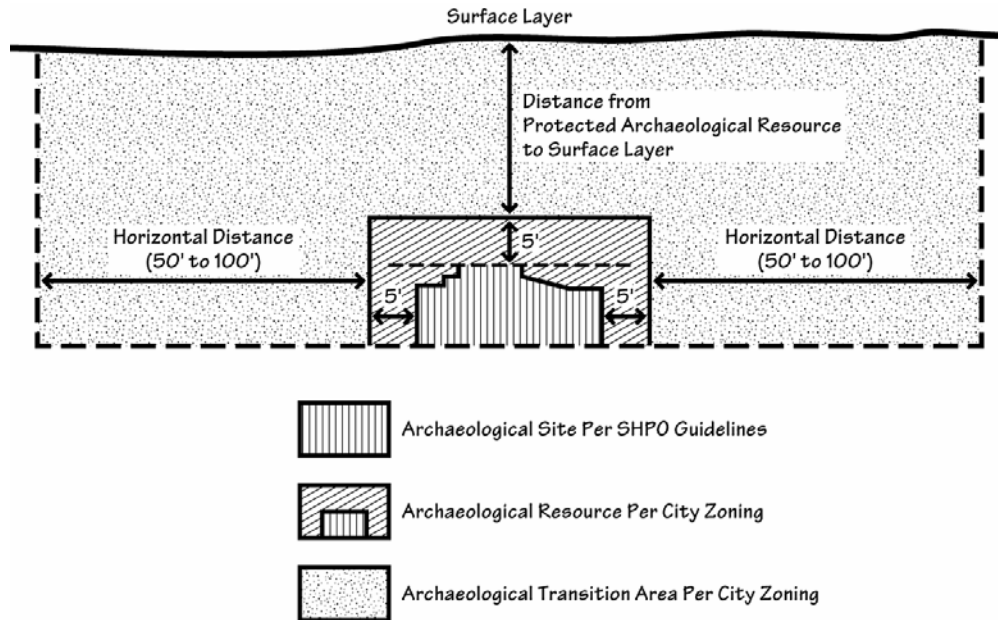 Surface Layer
Distance from
Protected Archaeological Resource
to Surface Layer
Horizontal Distance
(50' to 100')
5'
Horizontal Distance
(50' to 100')
5'
5'
Archaeological Site Per SHPO Guidelines
Archaeological Resource Per City Zoning
Archaeological Transition Area Per City Zoning